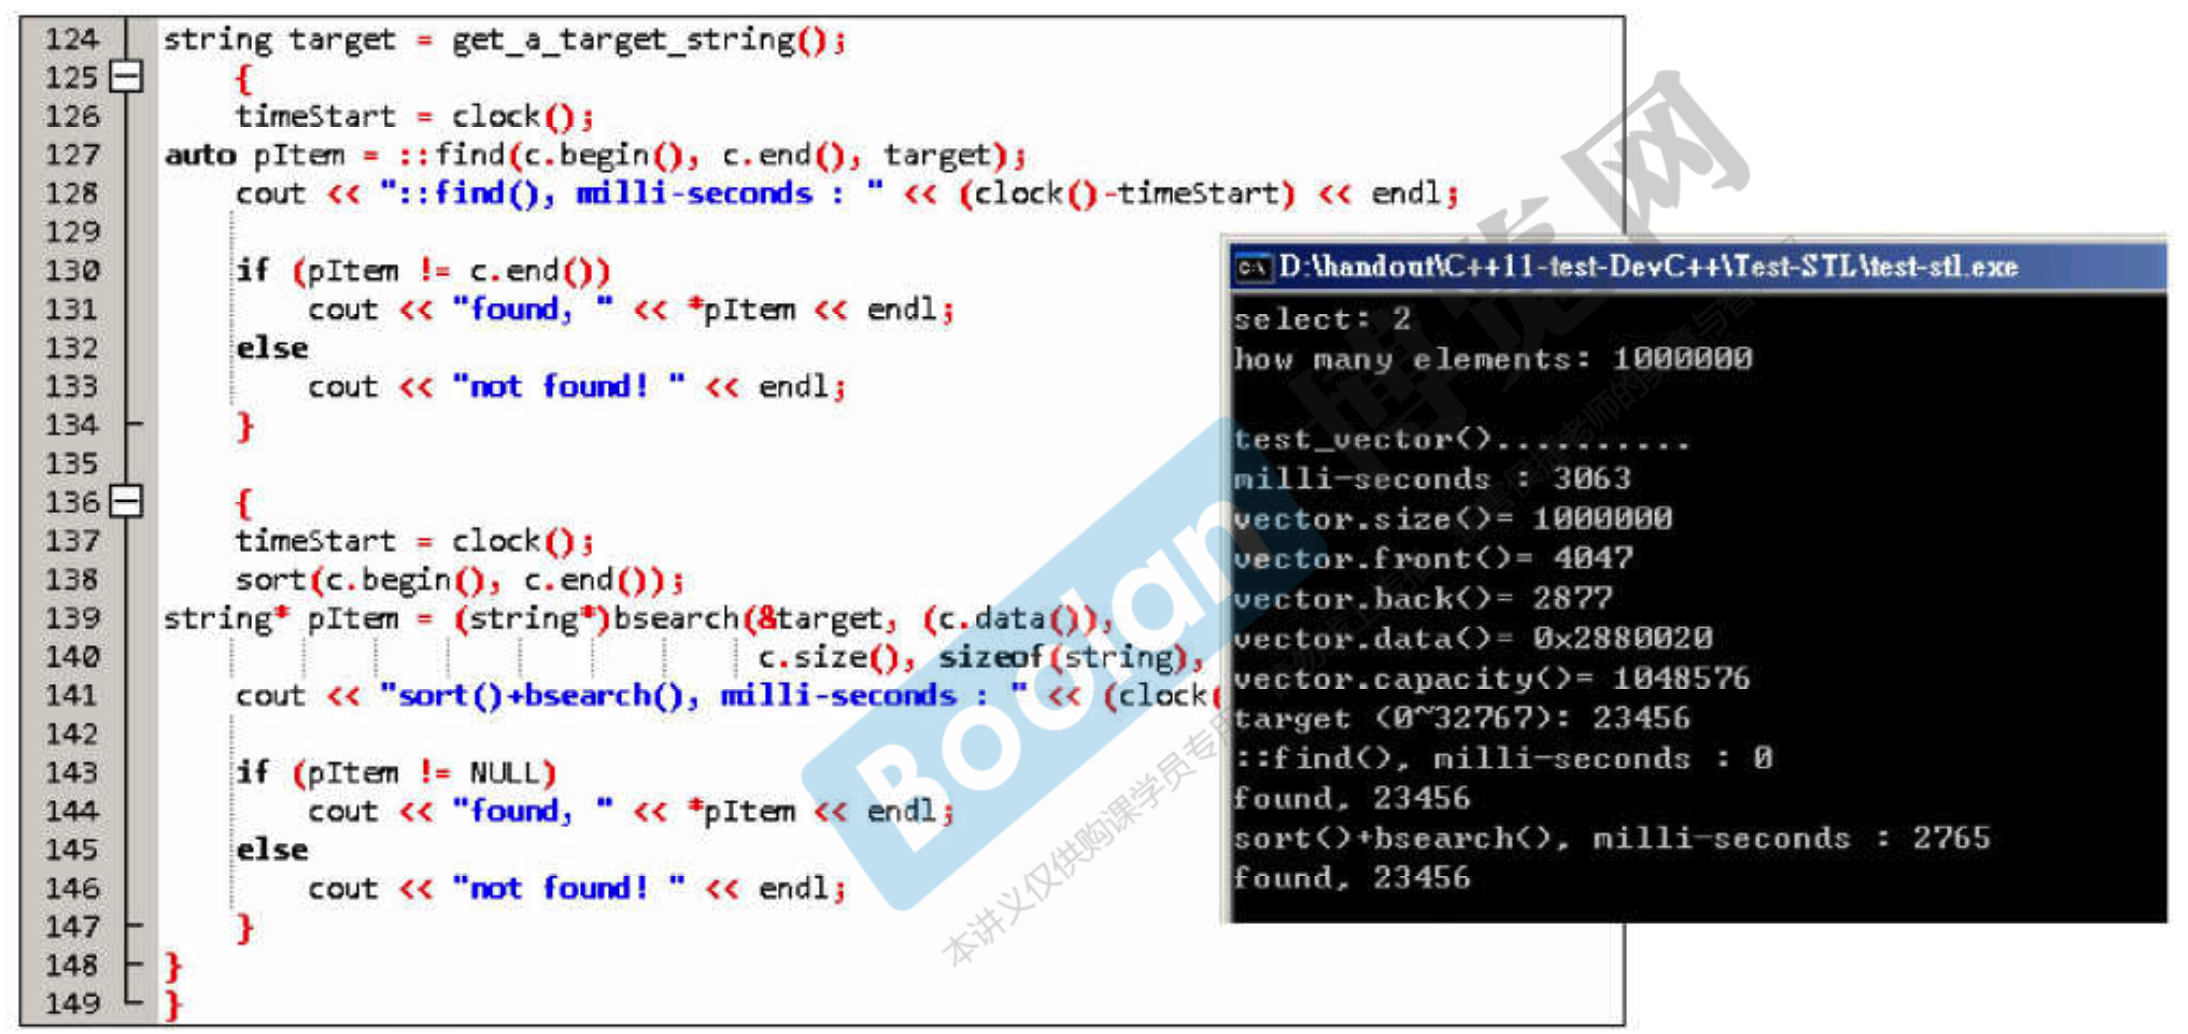 124 string target = get_a_target_string();
125 {
126 timeStart = clock();
127 auto pItem = ::find(c.begin(), c.end(), target);
128 cout << "::find(), milli-seconds : " << (clock()-timeStart) << endl;
129
130 if (pItem != c.end())
131 cout << "found, " << *pItem << endl;
132 else
133 cout << "not found! " << endl;
134 }
135
136 {
137 timeStart = clock();
138 sort(c.begin(), c.end());
139 string* pItem = (string*)bsearch(&target, (c.data()),
140 c.size(), sizeof(string),
141 cout << "sort()+bsearch(), milli-seconds : " << (clock(
142
143 if (pItem != NULL)
144 cout << "found, " << *pItem << endl;
145 else
146 cout << "not found! " << endl;
147 }
148 }
149 }
D:\handout\C++11-test-DevC++\Test-STL\test-stl.exe
select: 2
how many elements: 1000000
test_vector()..........
milli-seconds : 3063
vector.size()= 1000000
vector.front()= 4047
vector.back()= 2877
vector.data()= 0x2880020
vector.capacity()= 1048576
target (0~32767): 23456
::find(), milli-seconds : 0
found, 23456
sort()+bsearch(), milli-seconds : 2765
found, 23456
Boolan
博览网
本讲义仅供购课学员专用